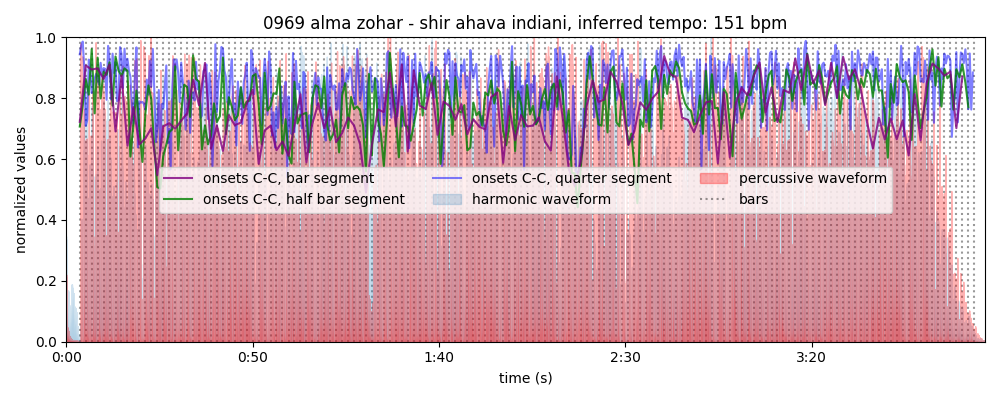 0969 alma zohar - shir ahava indiani, inferred tempo: 151 bpm
1.0
0.8
0.6
0.4
0.2
0.0
normalized values
onsets C-C, bar segment
onsets C-C, half bar segment
onsets C-C, quarter segment
harmonic waveform
percussive waveform
bars
0:00 0:50 1:40 2:30 3:20
time (s)